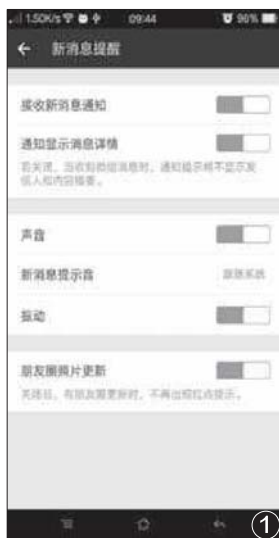 1.50K/s 09:44 90%
新消息提醒
接收新消息通知
通知显示消息详情
若关闭，当收到微信消息时，通知提示将不显示发
信人和内容摘要。
声音
新消息提示音 跟随系统
振动
朋友圈照片更新
关闭后，有朋友圈更新时，不再出现红点提示。
①